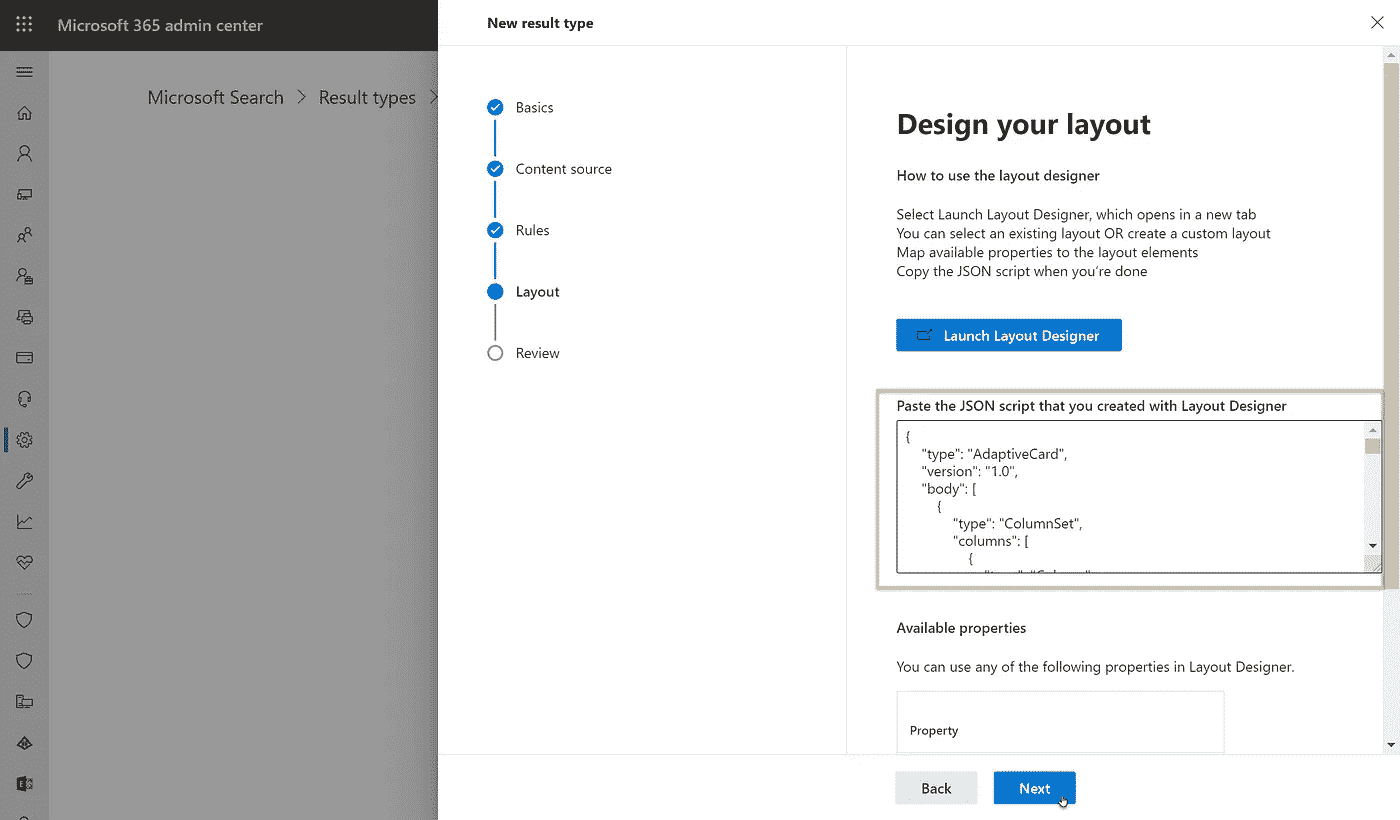 Microsoft 365 admin center
Microsoft Search > Result types >
New result type
Basics
Content source
Rules
Layout
Review
Design your layout
How to use the layout designer
Select Launch Layout Designer, which opens in a new tab
You can select an existing layout OR create a custom layout
Map available properties to the layout elements
Copy the JSON script when you're done
Launch Layout Designer
Paste the JSON script that you created with Layout Designer
{
"type": "AdaptiveCard",
"version": "1.0",
"body": [
{
"type": "ColumnSet",
"columns": [
{
Available properties
You can use any of the following properties in Layout Designer.
Property
Back
Next